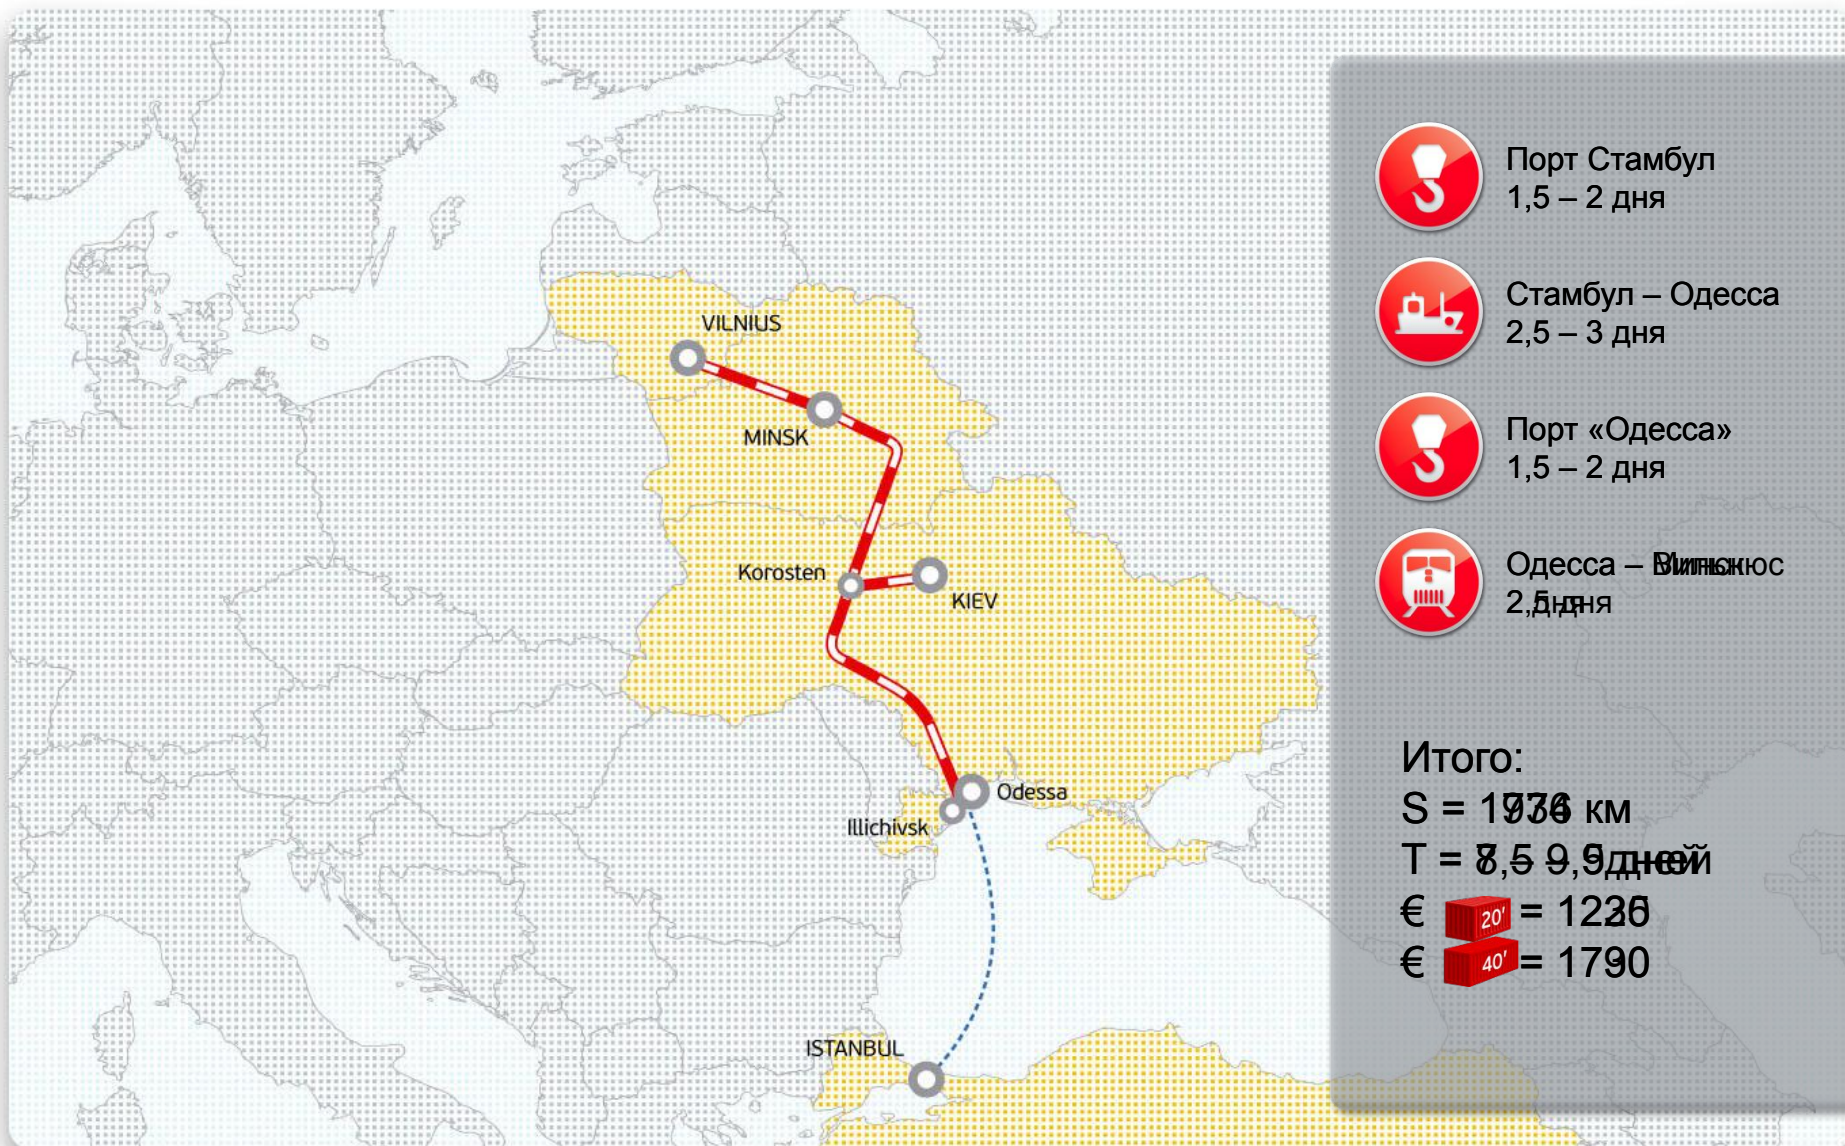 VILNIUS
MINSK
Korosten
KIEV
Odessa
Illichivsk
ISTANBUL
Порт Стамбул
1,5 – 2 дня
Стамбул – Одесса
2,5 – 3 дня
Порт «Одесса»
1,5 – 2 дня
Одесса –
Итого:
S = км
T =
€ 20' =
€ 40' =